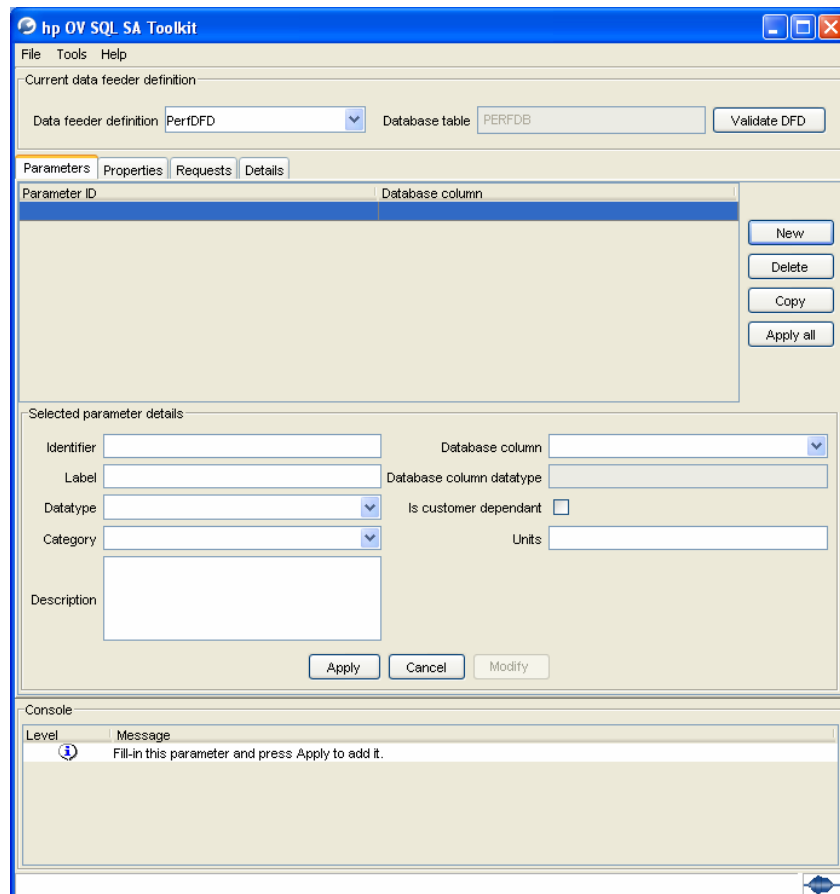 hp OV SQL SA Toolkit
File Tools Help
Current data feeder definition
Data feeder definition PerfDFD Database table PERFDB Validate DFD
Parameters Properties Requests Details
Parameter ID Database column
New
Delete
Copy
Apply all
Selected parameter details
Identifier Database column
Label Database column datatype
Datatype Is customer dependant
Category Units
Description
Apply Cancel Modify
Console
Level Message
Fill-in this parameter and press Apply to add it.